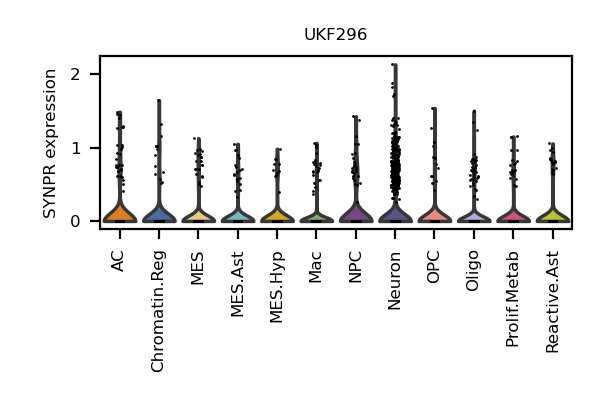 UKF296
SYNPR expression
2
1
0
AC
Chromatin.Reg
MES
MES.Ast
MES.Hyp
Mac
NPC
Neuron
OPC
Oligo
Prolif.Metab
Reactive.Ast